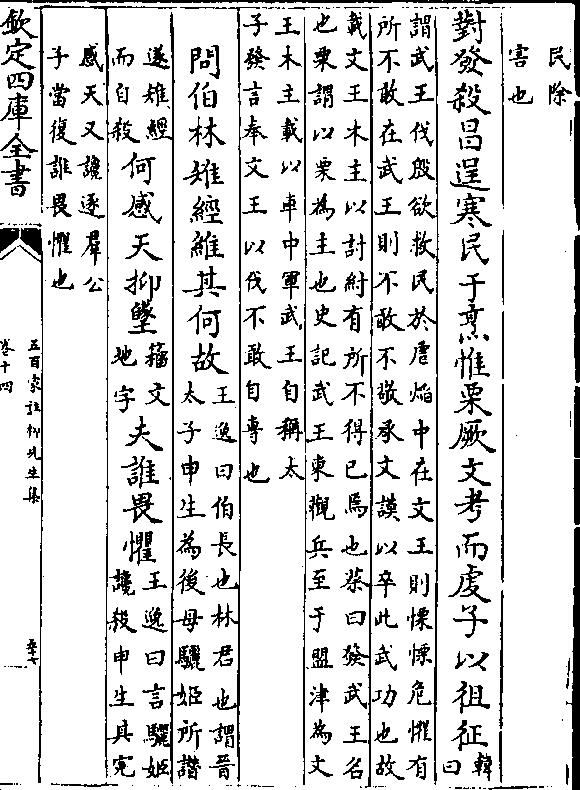 民除
害也
對發殺昌逞寒民于烹惟栗厥文考而虔子以徂征韓曰
謂武王伐殷欲救民於虐焰中在文王則慄慄危懼有
所不敢在武王則不敢不敬承文謨以卒此武功也故
載文王木主以討紂有所不得已焉也蔡曰發武王名
也栗謂以栗為主也史記武王東觀兵至于盟津為文
王木主載以車中軍武王自稱太
子發言奉文王以伐不敢自專也
問伯林雉經維其何故王逸曰伯長也林君也謂晉太子申生為後母驪姬所譖
遂雉經而自殺何感天抑墬籀文地字夫誰畏懼王逸曰言驪姬讒殺申生其寃
感天又讒逐羣公
子當復誰畏懼也
欽定四庫全書
五百家註柳先生集
卷十四